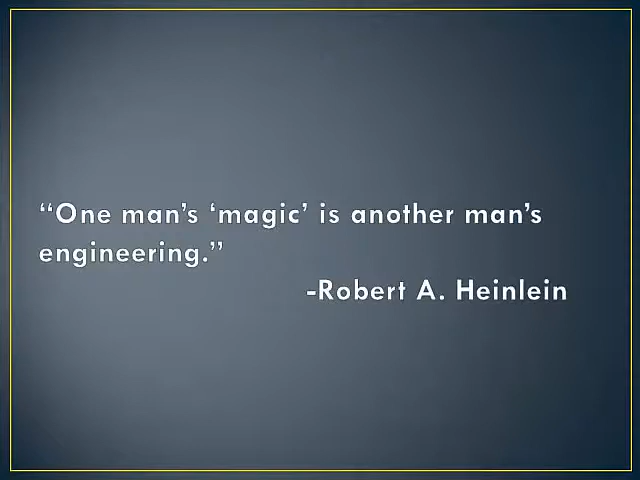 “One man’s ‘magic’ is another man’s
engineering.”
-Robert A. Heinlein